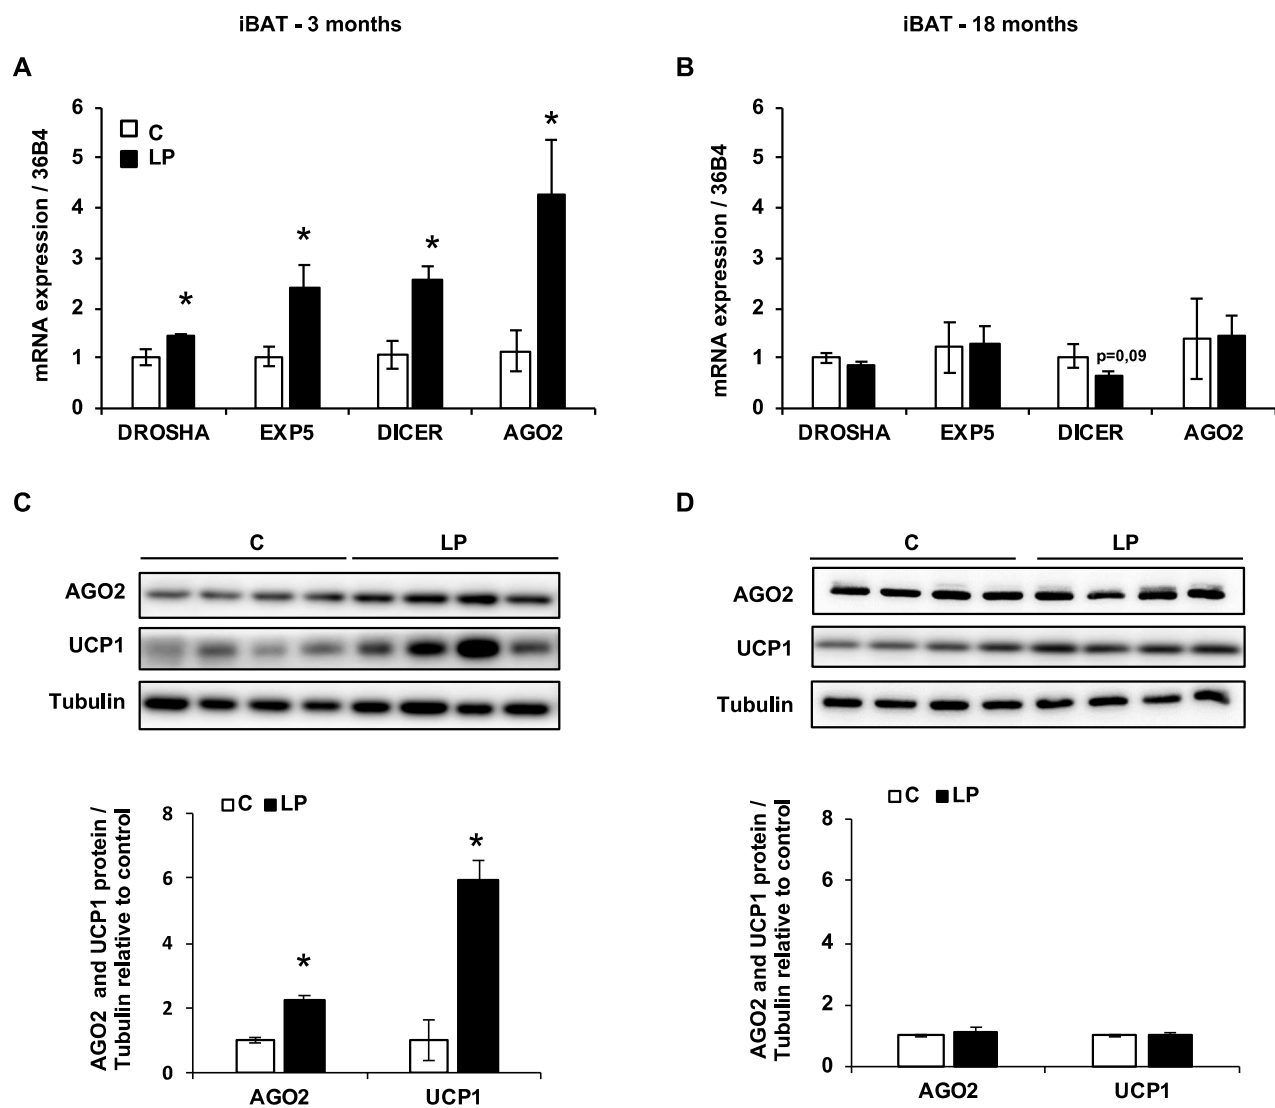 iBAT - 3 months
iBAT - 18 months
A
mRNA expression / 36B4
6
5
4
3
2
1
0
C
LP
*
*
*
*
DROSHA EXP5 DICER AGO2
B
mRNA expression / 36B4
6
5
4
3
2
1
0
p=0,09
DROSHA EXP5 DICER AGO2
C
C LP
AGO2
UCP1
Tubulin
AGO2 and UCP1 protein /
Tubulin relative to control
C LP
8
6
4
2
0
*
*
AGO2 UCP1
D
C LP
AGO2
UCP1
Tubulin
AGO2 and UCP1 protein /
Tubulin relative to control
C LP
8
6
4
2
0
AGO2 UCP1